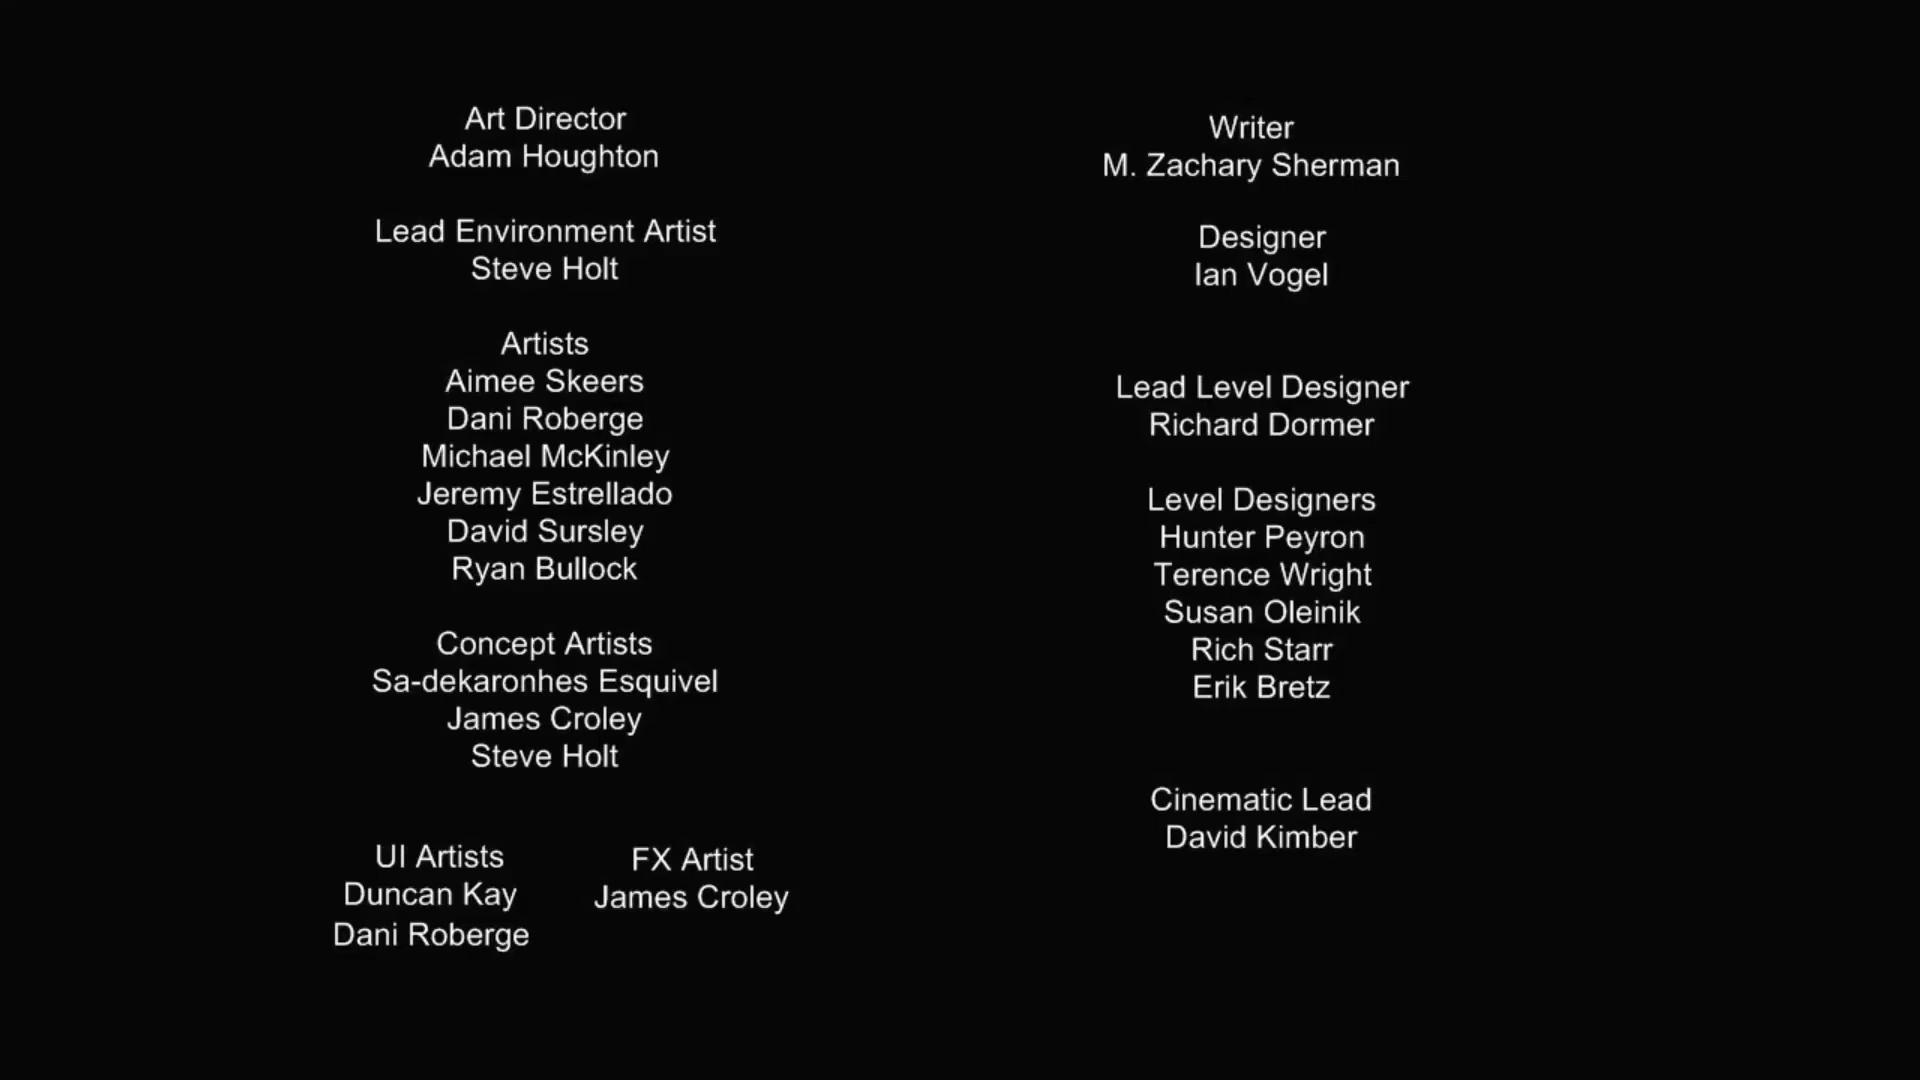 Art Director
Adam Houghton
Lead Environment Artist
Steve Holt
Artists
Aimee Skeers
Dani Roberge
Michael McKinley
Jeremy Estrellado
David Sursley
Ryan Bullock
Concept Artists
Sa-dekaronhes Esquivel
James Croley
Steve Holt
UI Artists
Duncan Kay
Dani Roberge
FX Artist
James Croley
Writer
M. Zachary Sherman
Designer
Ian Vogel
Lead Level Designer
Richard Dormer
Level Designers
Hunter Peyron
Terence Wright
Susan Oleinik
Rich Starr
Erik Bretz
Cinematic Lead
David Kimber